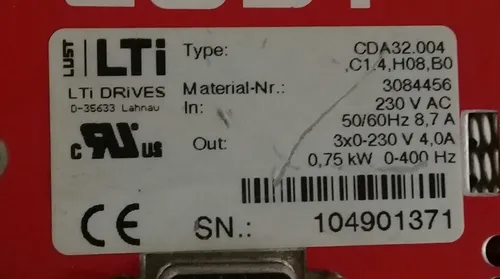 LUST LTi
LTi DRiVES
D-35633 Lahnau
c RU us
CE
Type: CDA32.004
,C1.4,H08,B0
Material-Nr.: 3084456
In: 230 V AC
50/60Hz 8,7 A
Out: 3x0-230 V 4,0A
0,75 kW 0-400 Hz
SN.: 104901371